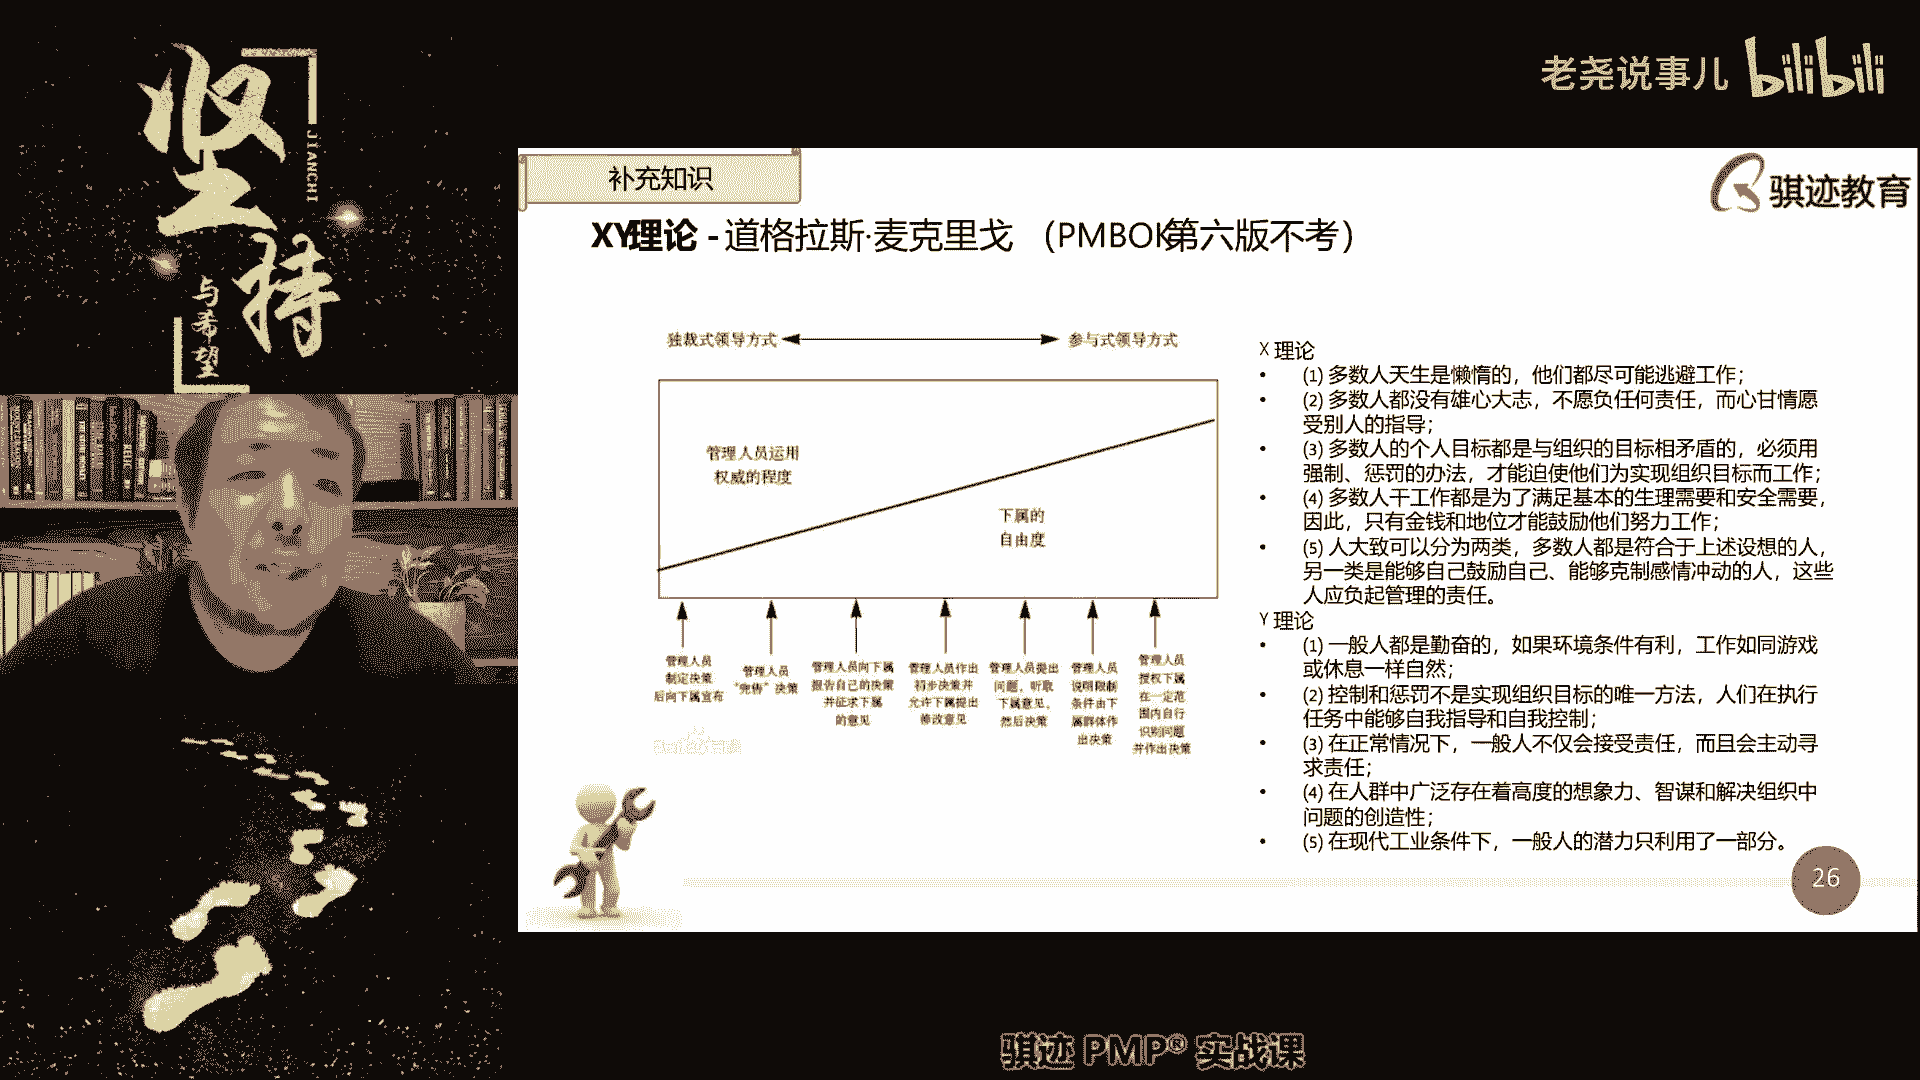 坚
持
JIANCHI
与希望
老尧说事儿 bilibili
补充知识
骐迹教育
XY理论 - 道格拉斯·麦克里戈 （PMBOK第六版不考）
独裁式领导方式
参与式领导方式
管理人员运用
权威的程度
下属的
自由度
管理人员
制定决策
后向下属宣布
管理人员
“兜售”决策
管理人员向下属
报告自己的决策
并征求下属
的意见
管理人员作出
初步决策并
允许下属提出
修改意见
管理人员提出
问题，听取
下属意见，
然后决策
管理人员
说明限制
条件由下
属群体作
出决策
管理人员
授权下属
在一定范
围内自行
识别问题
并作出决策
X 理论
• (1) 多数人天生是懒惰的，他们都尽可能逃避工作；
• (2) 多数人都没有雄心大志，不愿负任何责任，而心甘情愿
受别人的指导；
• (3) 多数人的个人目标都是与组织的目标相矛盾的，必须用
强制、惩罚的办法，才能迫使他们为实现组织目标而工作；
• (4) 多数人干工作都是为了满足基本的生理需要和安全需要，
因此，只有金钱和地位才能鼓励他们努力工作；
• (5) 人大致可以分为两类，多数人都是符合于上述设想的人，
另一类是能够自己鼓励自己、能够克制感情冲动的人，这些
人应负起管理的责任。
Y 理论
• (1) 一般人都是勤奋的，如果环境条件有利，工作如同游戏
或休息一样自然；
• (2) 控制和惩罚不是实现组织目标的唯一方法，人们在执行
任务中能够自我指导和自我控制；
• (3) 在正常情况下，一般人不仅会接受责任，而且会主动寻
求责任；
• (4) 在人群中广泛存在着高度的想象力、智谋和解决组织中
问题的创造性；
• (5) 在现代工业条件下，一般人的潜力只利用了一部分。
26
骐迹 PMP® 实战课